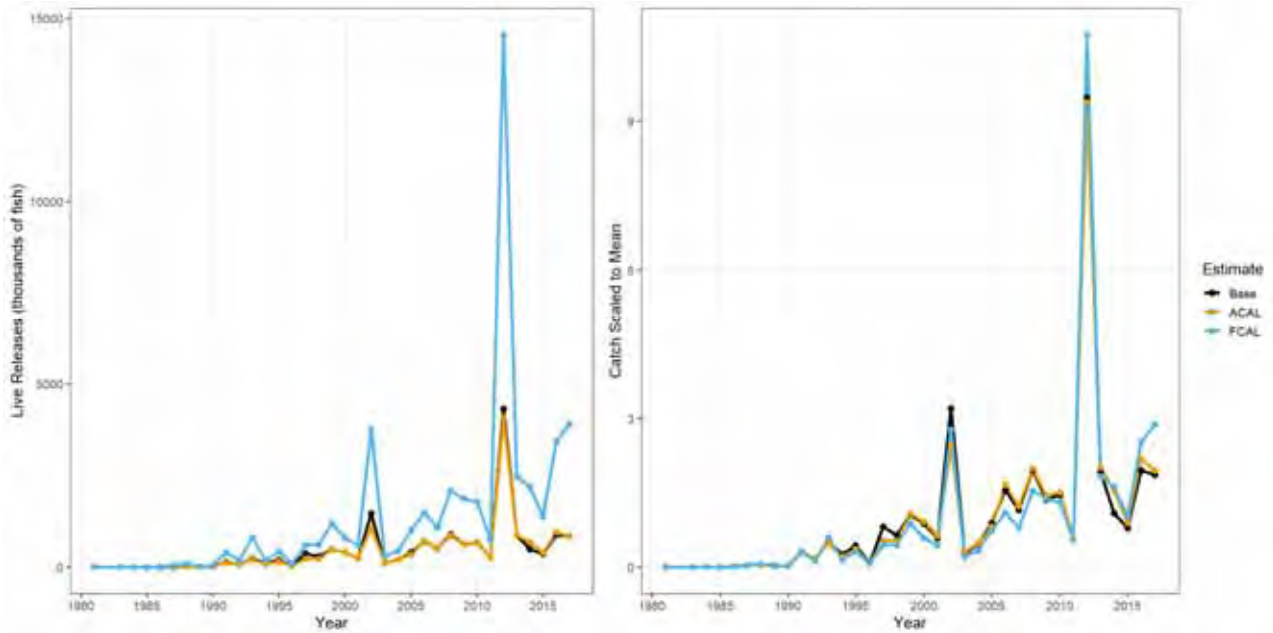 15000
10000
5000
0
Live Releases (thousands of fish)
1980 1985 1990 1995 2000 2005 2010 2015
Year
9
6
3
0
Catch Scaled to Mean
1980 1985 1990 1995 2000 2005 2010 2015
Year
Estimate
Base
ACAL
FCAL